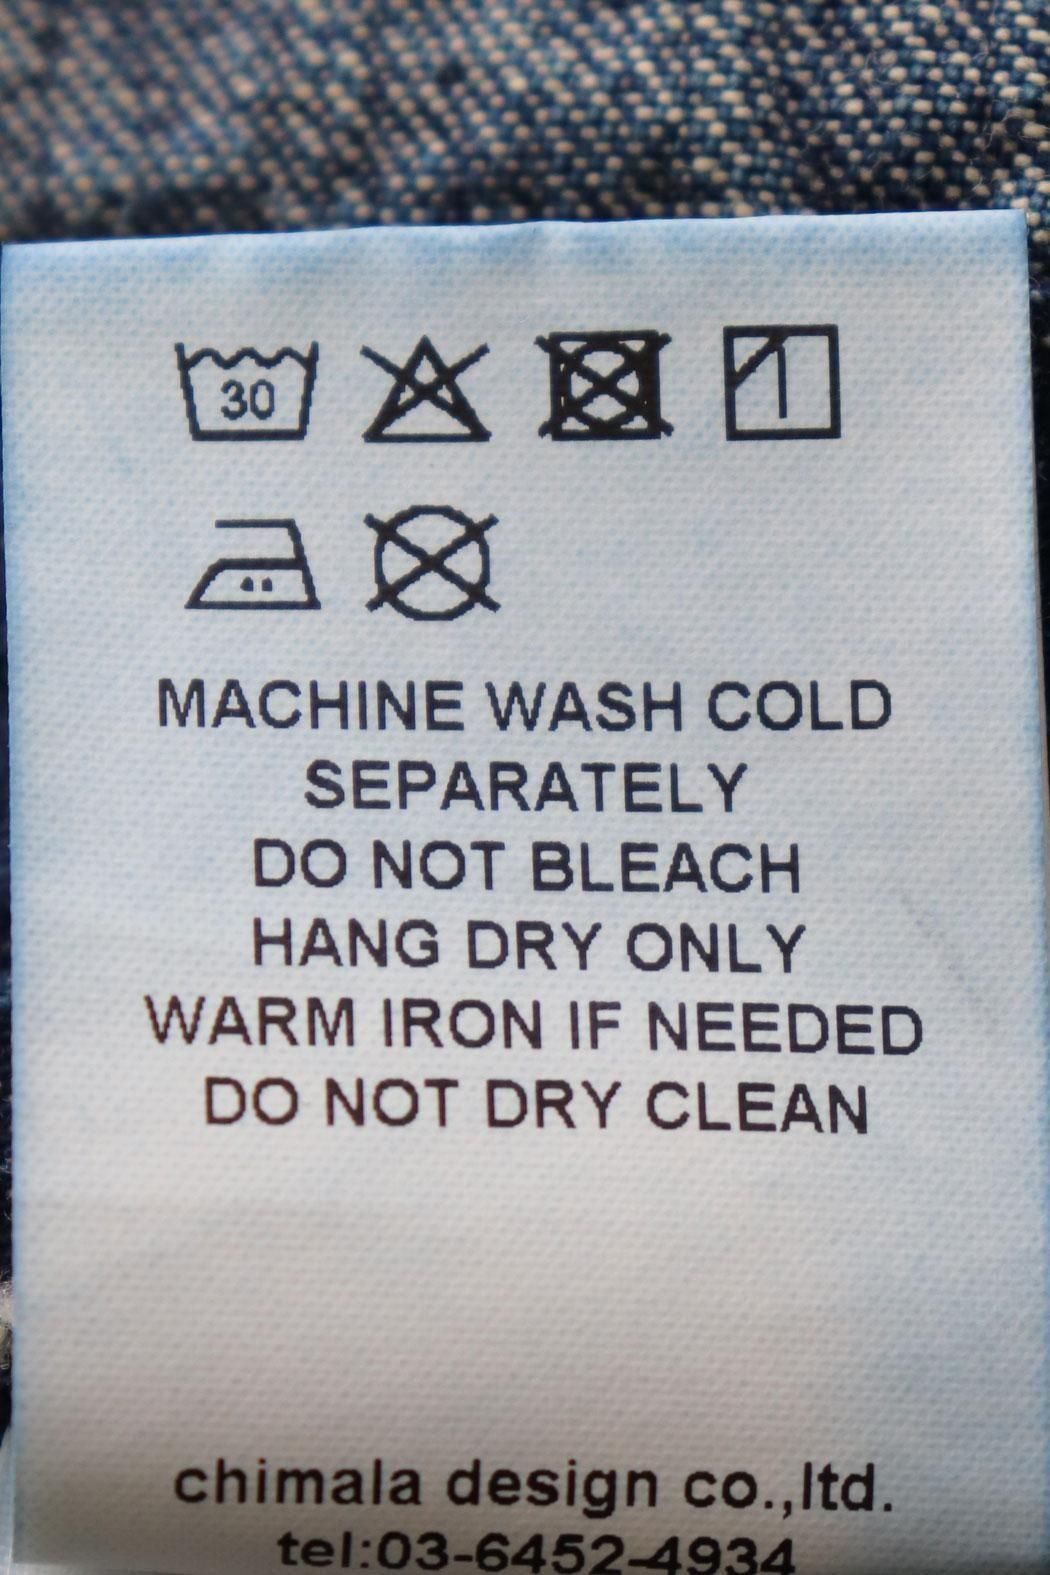 30
MACHINE WASH COLD
SEPARATELY
DO NOT BLEACH
HANG DRY ONLY
WARM IRON IF NEEDED
DO NOT DRY CLEAN
chimala design co.,ltd.
tel:03-6452-4934